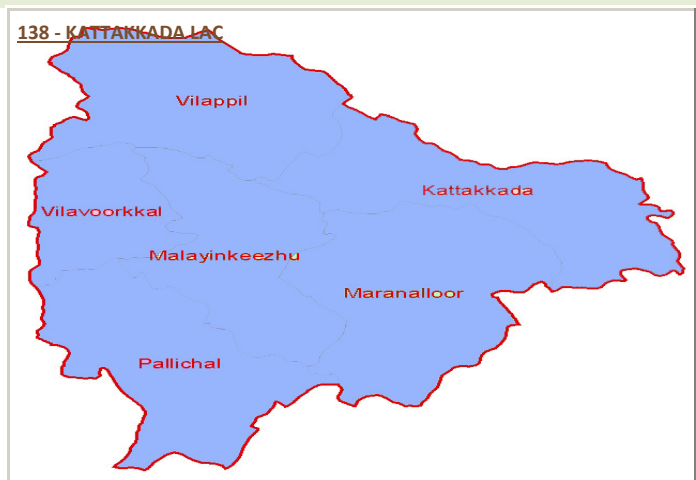 138 - KATTAKKADA LAC
Vilappil
Kattakkada
Vilavoorkkal
Malayinkeezhu
Maranalloor
Pallichal